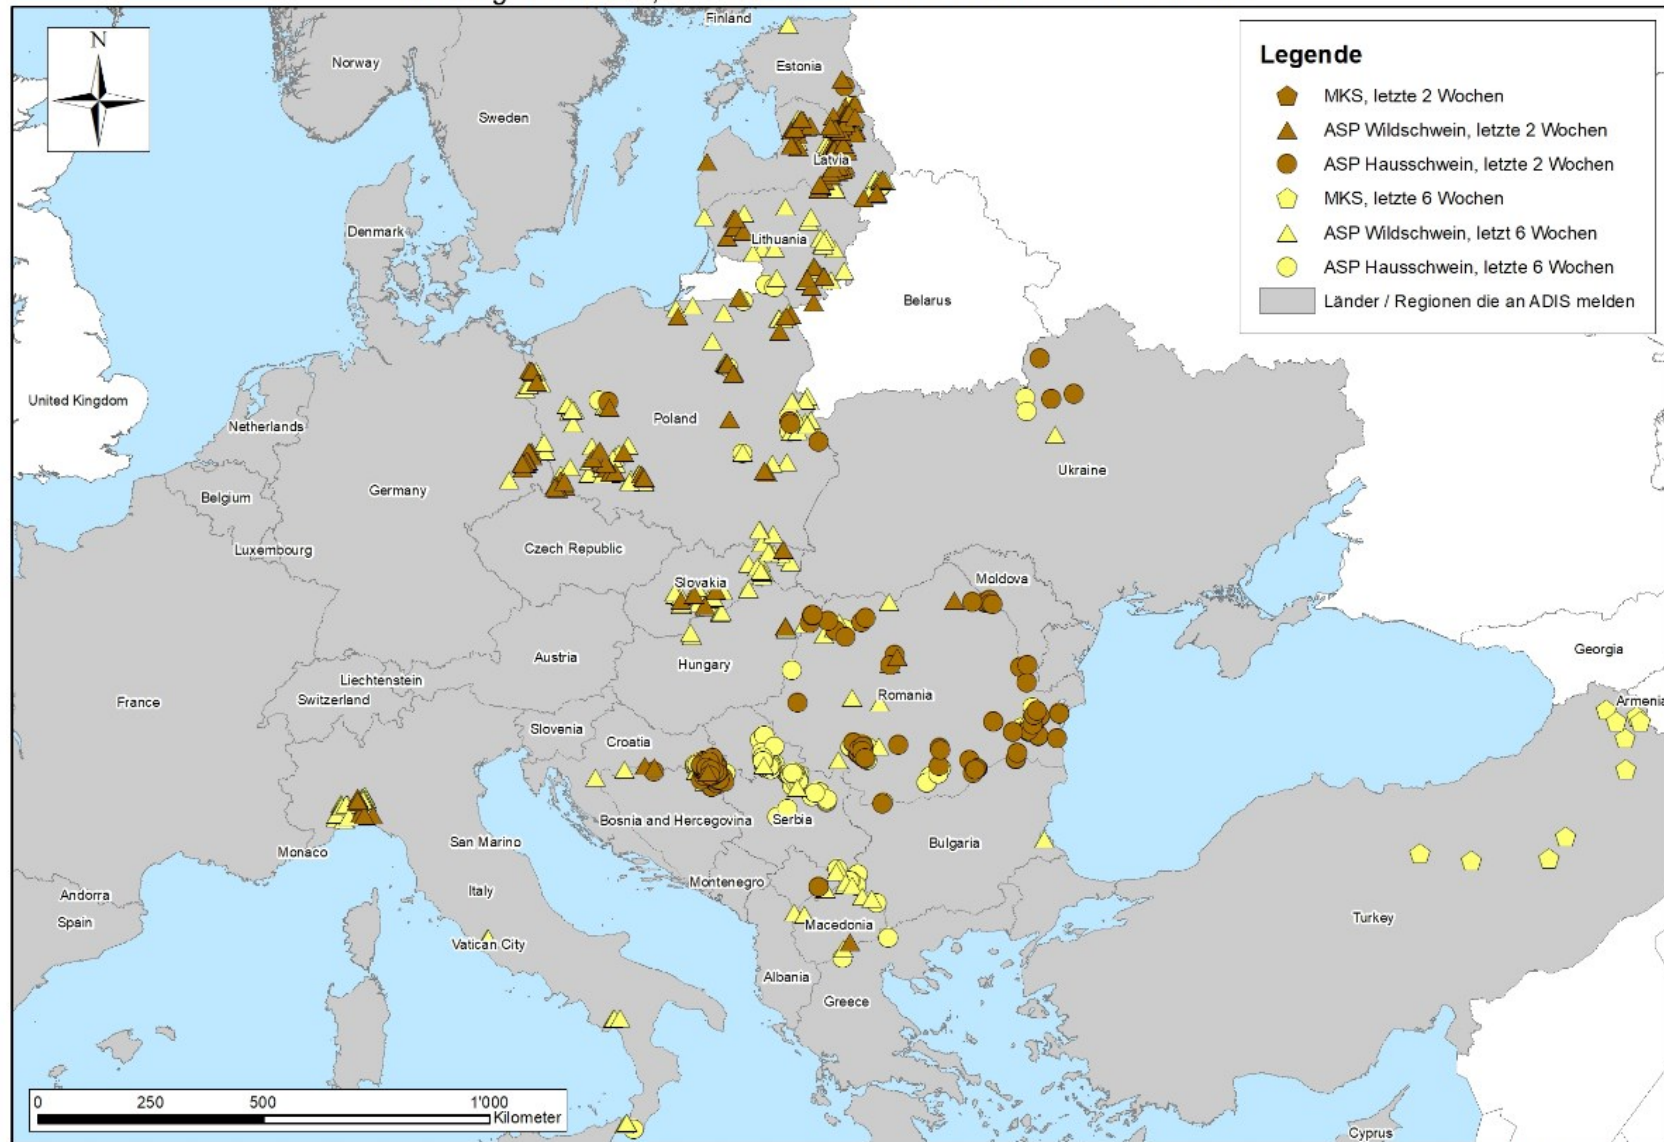 N
Legende
MKS, letzte 2 Wochen
ASP Wildschwein, letzte 2 Wochen
ASP Hausschwein, letzte 2 Wochen
MKS, letzte 6 Wochen
ASP Wildschwein, letzt 6 Wochen
ASP Hausschwein, letzte 6 Wochen
Länder / Regionen die an ADIS melden
Finland
Norway
Estonia
Sweden
Latvia
Denmark
Lithuania
Belarus
United Kingdom
Netherlands
Poland
Ukraine
Germany
Belgium
Luxembourg
Czech Republic
Slovakia
Moldova
Austria
Hungary
Georgia
Liechtenstein
Switzerland
France
Romania
Armenia
Slovenia
Croatia
Bosnia and Hercegovina
Serbia
San Marino
Bulgaria
Monaco
Montenegro
Andorra
Italy
Spain
Macedonia
Turkey
Vatican City
Albania
Greece
0 250 500 1'000
Kilometer
Cyprus